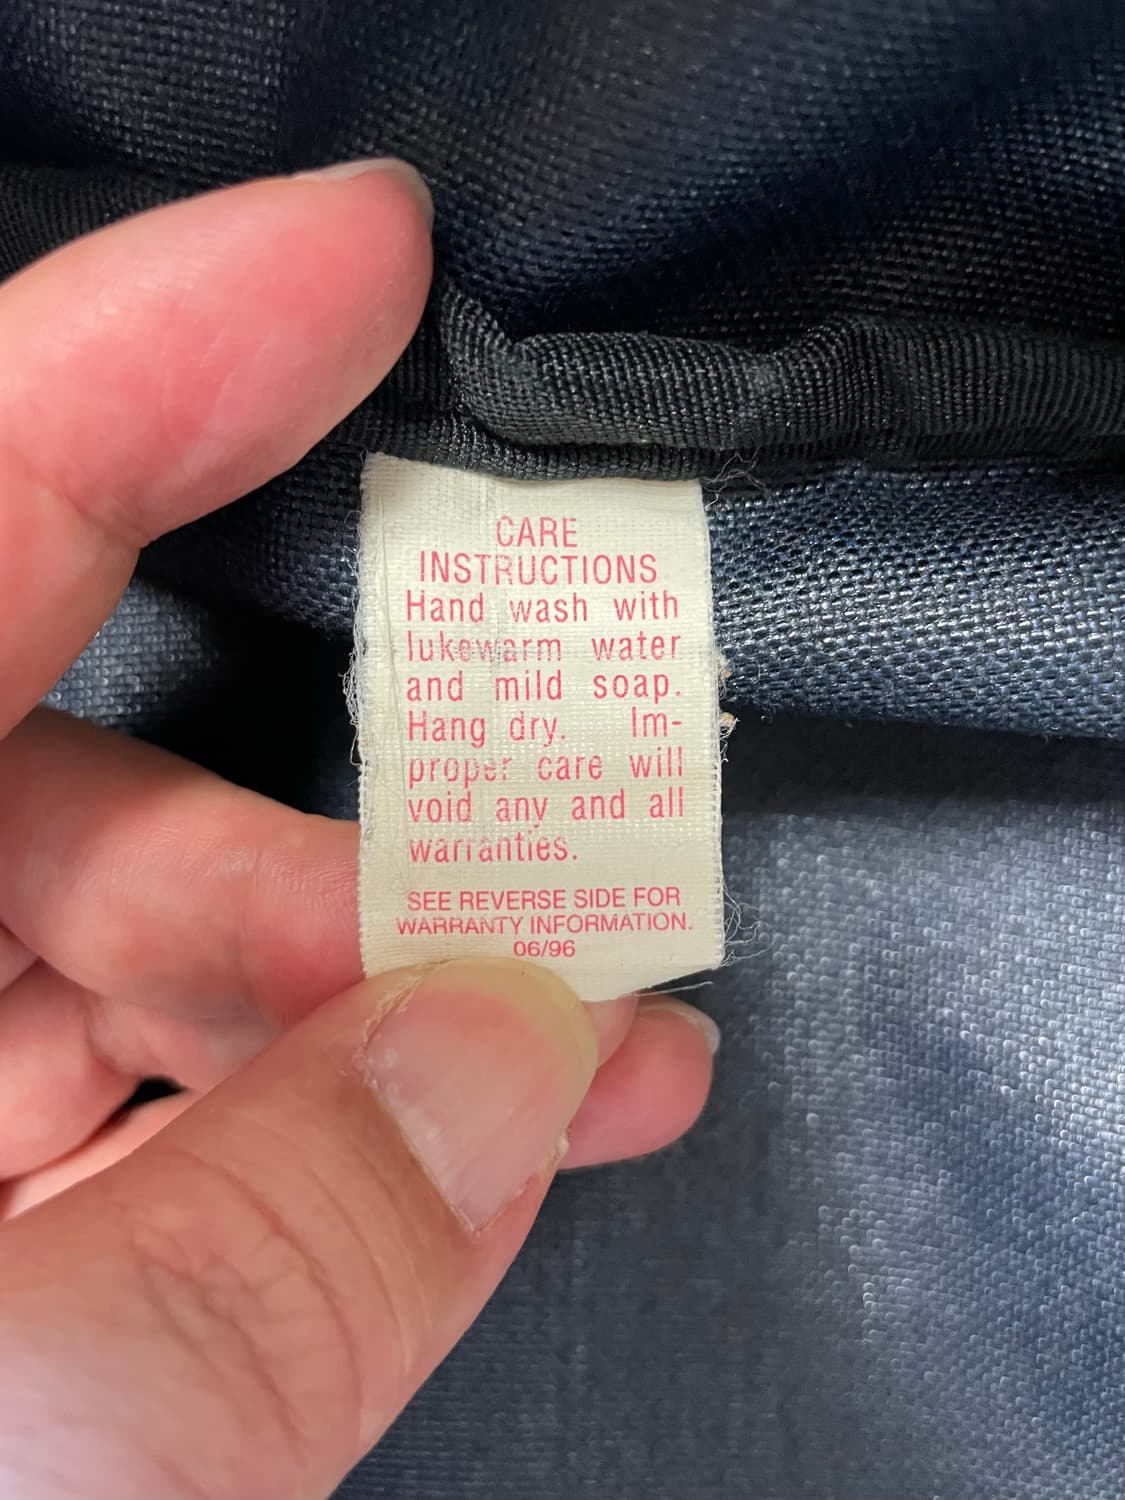 CARE
INSTRUCTIONS
Hand wash with
lukewarm water
and mild soap.
Hang dry. Im-
proper care will
void any and all
warranties.
SEE REVERSE SIDE FOR
WARRANTY INFORMATION.
06/96